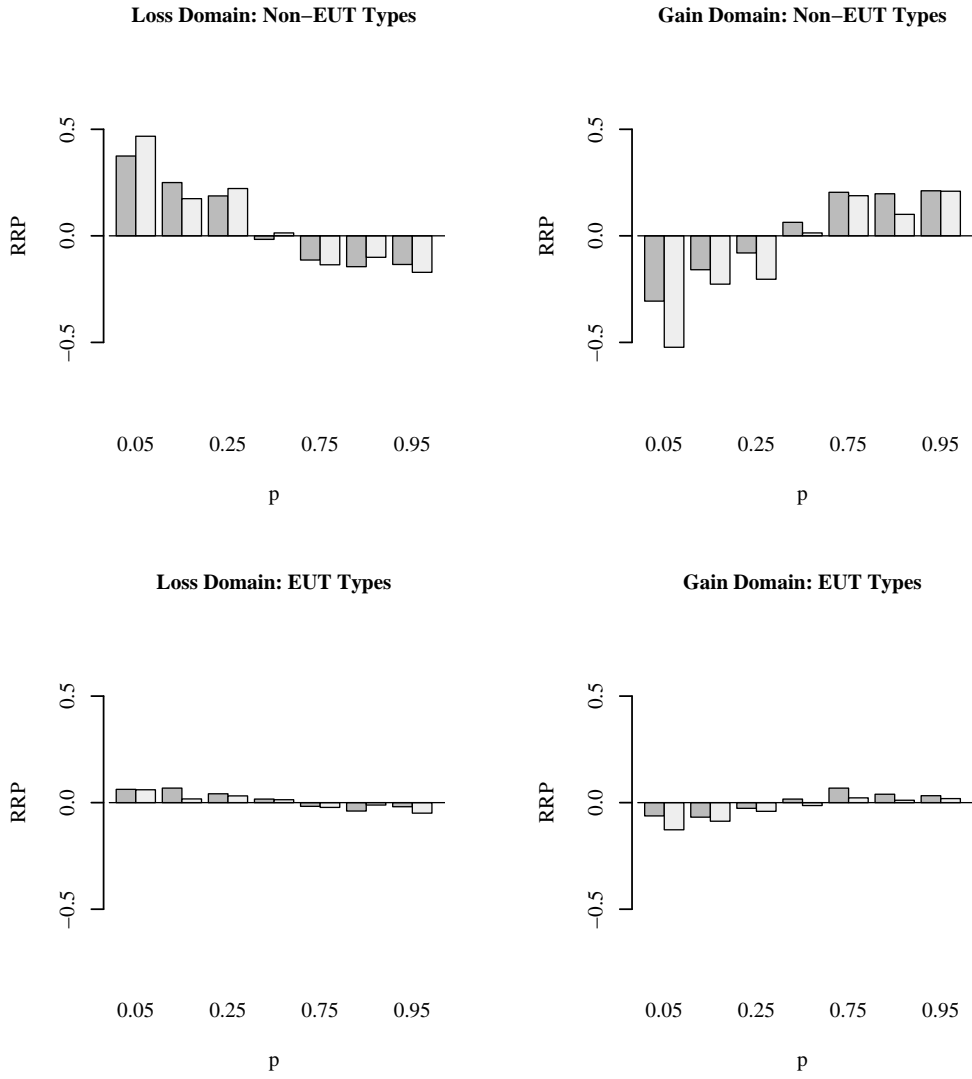 Loss Domain: Non−EUT Types
RRP
0.5
0.0
−0.5
0.05 0.25 0.75 0.95
p
Gain Domain: Non−EUT Types
RRP
0.5
0.0
−0.5
0.05 0.25 0.75 0.95
p
Loss Domain: EUT Types
RRP
0.5
0.0
−0.5
0.05 0.25 0.75 0.95
p
Gain Domain: EUT Types
RRP
0.5
0.0
−0.5
0.05 0.25 0.75 0.95
p